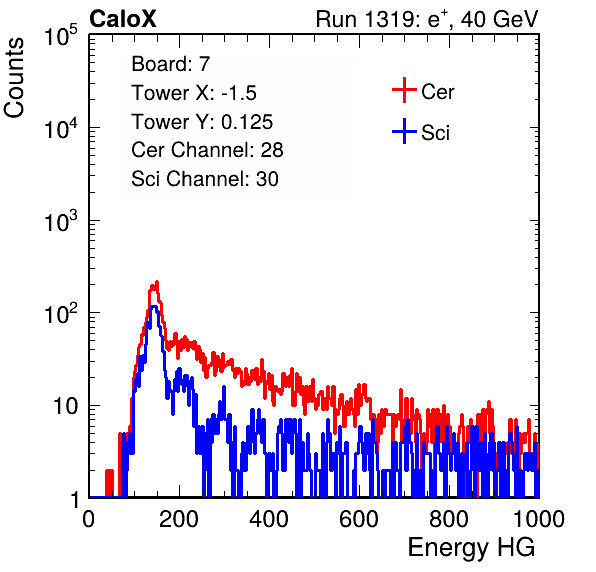 CaloX Run 1319: e⁺, 40 GeV
Counts
10⁵
10⁴
10³
10²
10
1
Board: 7
Tower X: -1.5
Tower Y: 0.125
Cer Channel: 28
Sci Channel: 30
Cer
Sci
0 200 400 600 800 1000
Energy HG